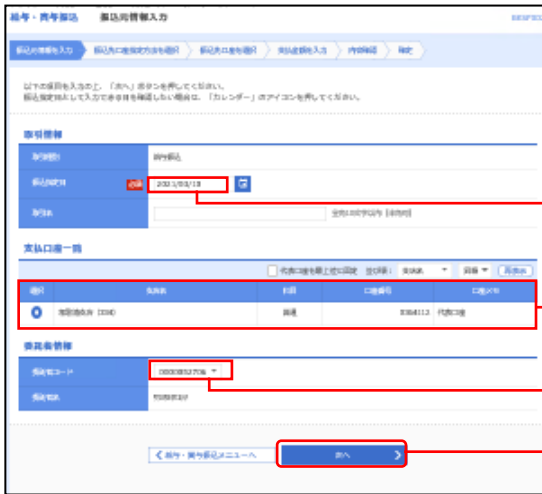 給与・賞与振込 振込元情報入力
振込元情報を入力 振込先口座指定方法を選択 振込先口座を選択 支払金額を入力 内容確認 確定
以下の項目を入力の上、「次へ」ボタンを押してください。
振込指定日として入力できる日を確認したい場合は、「カレンダー」のアイコンを押してください。
取引情報
取引種別 給与振込
振込指定日 必須
取引名 全角10文字以内 [半角可]
支払口座一覧
代表口座を最上位に固定 並び順： 支店名 昇順 再表示
選択 支店名 科目 口座番号 口座メモ
普通 代表口座
委託者情報
委託者コード
委託者名
給与・賞与振込メニューへ 次へ